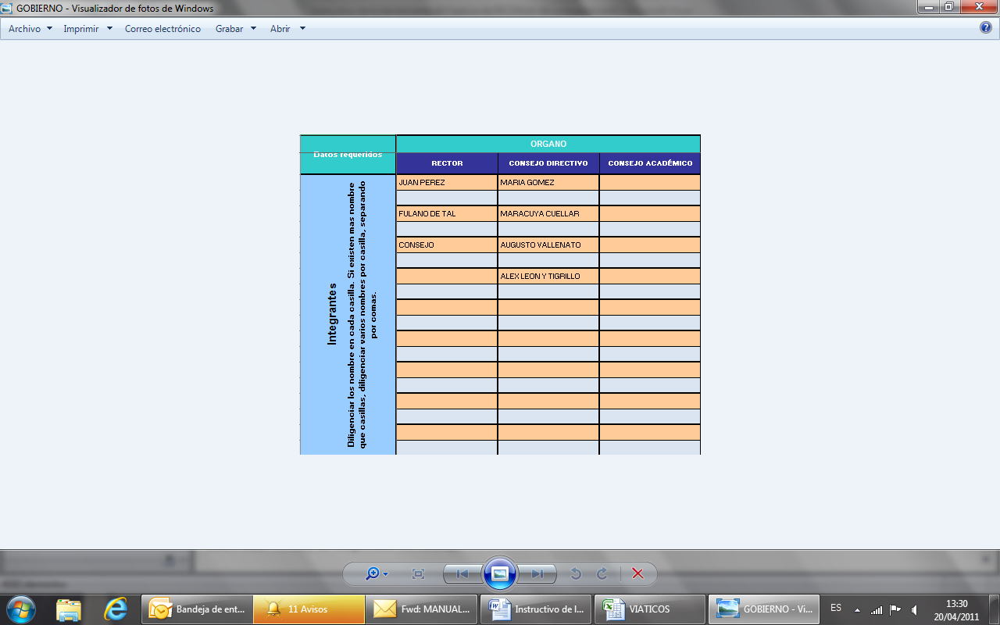 GOBIERNO - Visualizador de fotos de Windows
Archivo Imprimir Correo electrónico Grabar Abrir
Datos requeridos
ORGANO
RECTOR CONSEJO DIRECTIVO CONSEJO ACADÉMICO
Integrantes
Diligenciar los nombre en cada casilla. Si existen mas nombre
que casillas, diligenciar varios nombres por casilla, separando
por comas.
JUAN PEREZ MARIA GOMEZ
FULANO DE TAL MARACUYA CUELLAR
CONSEJO AUGUSTO VALLENATO
ALEX LEON Y TIGRILLO
Bandeja de ent... 11 Avisos Fwd: MANUAL... Instructivo de l... VIATICOS GOBIERNO - Vi... ES 13:30
20/04/2011